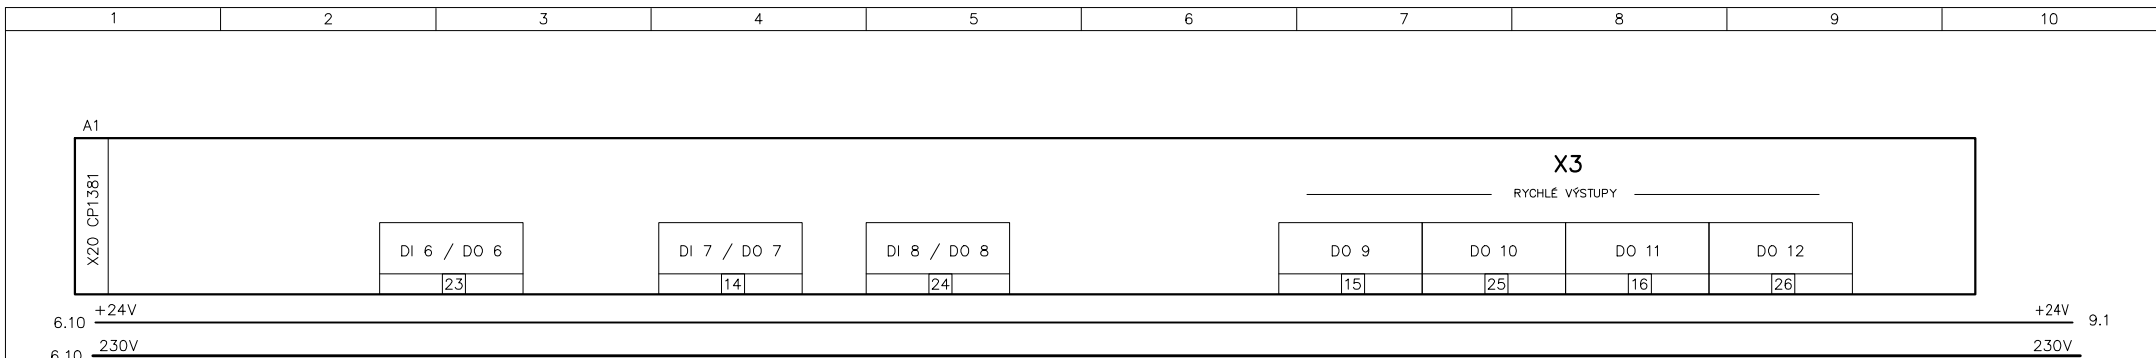 1 2 3 4 5 6 7 8 9 10
A1
X20 CP1381
X3
RYCHLÉ VÝSTUPY
DI 6 / DO 6 DI 7 / DO 7 DI 8 / DO 8 DO 9 DO 10 DO 11 DO 12
23 14 24 15 25 16 26
6.10 +24V +24V 9.1
6.10 230V 230V